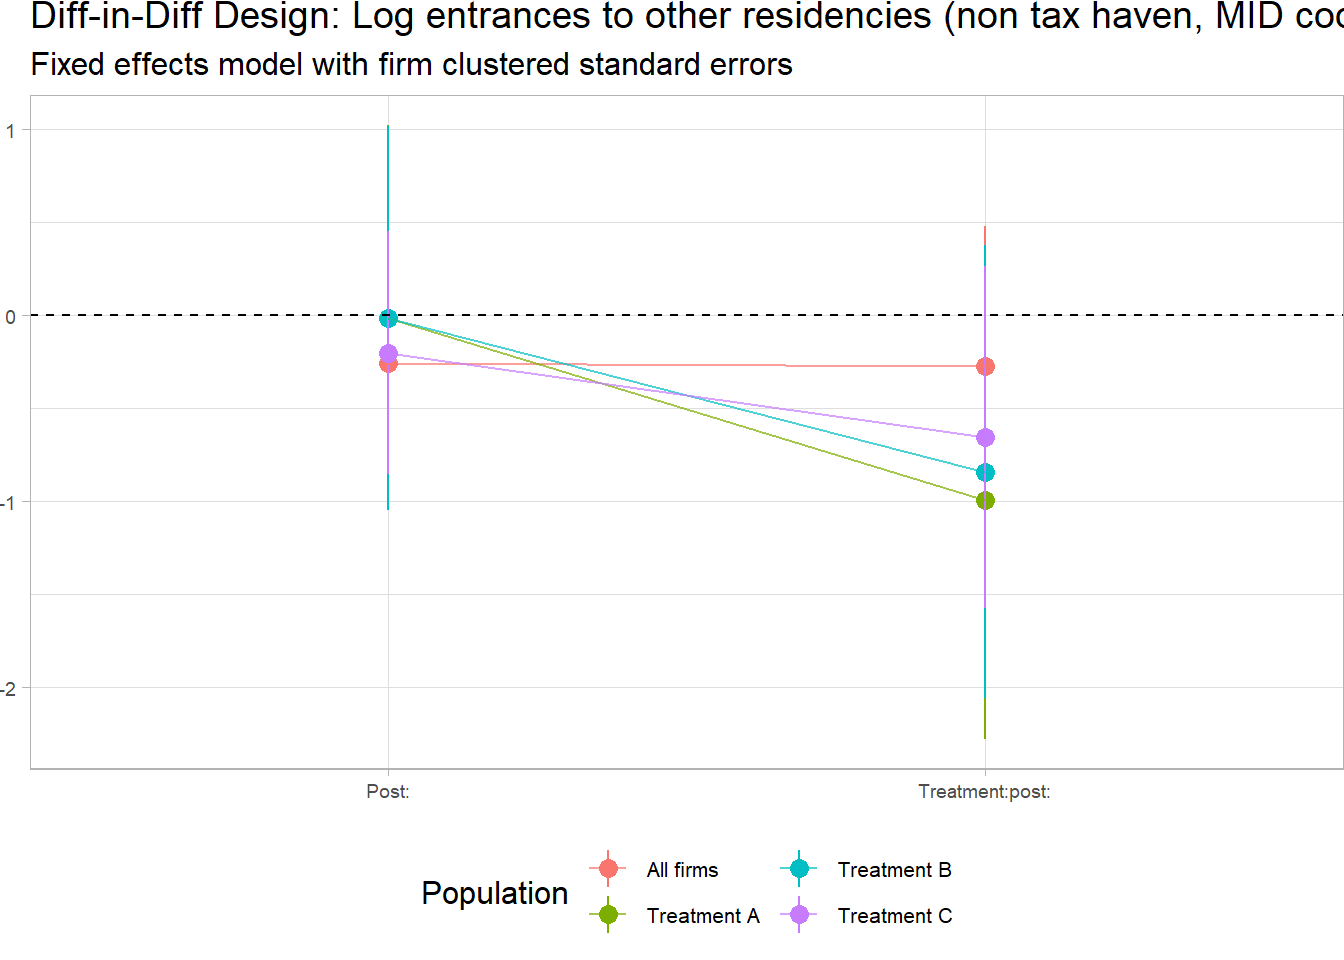 Diff-in-Diff Design: Log entrances to other residencies (non tax haven, MID
Fixed effects model with firm clustered standard errors
1
0
-1
-2
Post:
Treatment:post:
Population
All firms
Treatment B
Treatment A
Treatment C